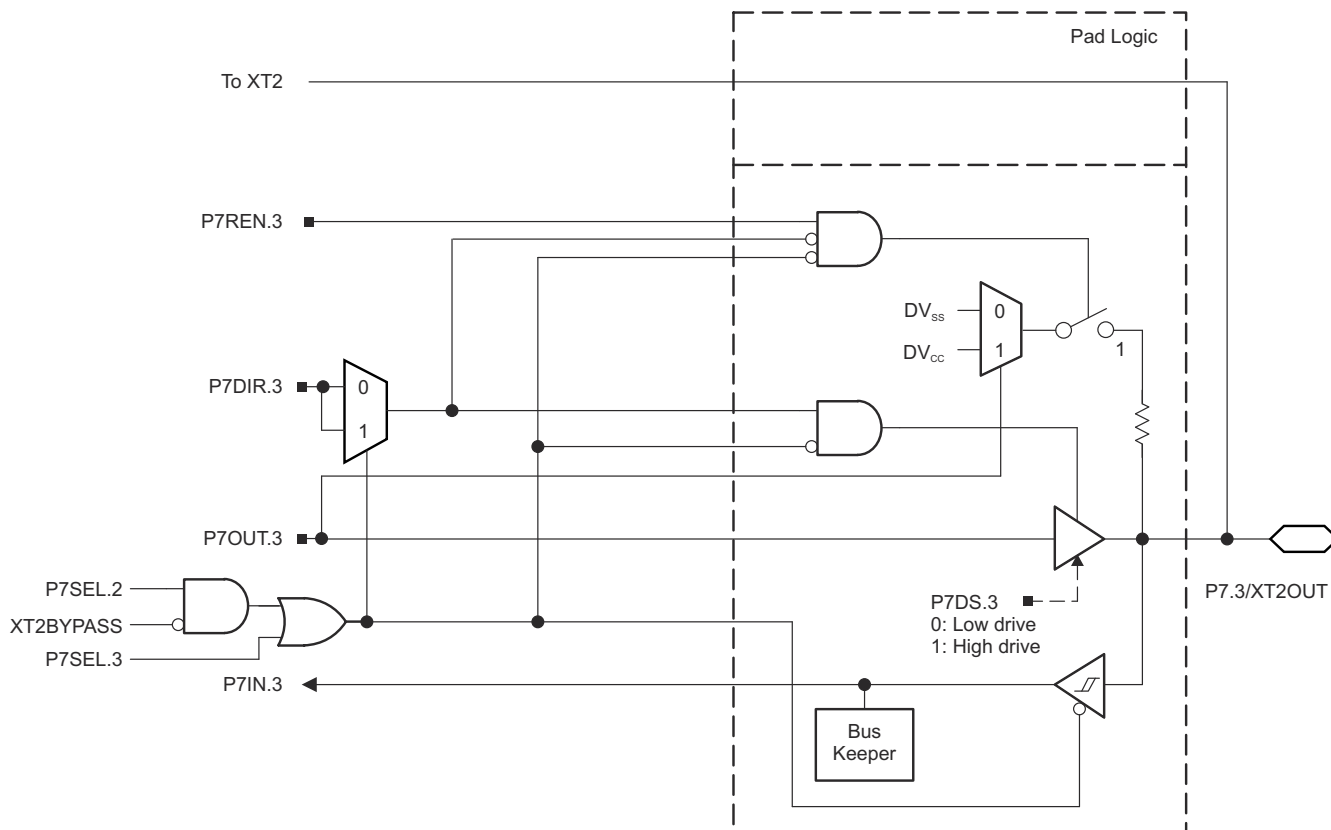 Pad Logic
To XT2
P7REN.3
DVSS
0
DVCC
1
1
P7DIR.3
0
1
P7OUT.3
P7SEL.2
XT2BYPASS
P7SEL.3
P7DS.3
0: Low drive
1: High drive
P7.3/XT2OUT
P7IN.3
Bus
Keeper